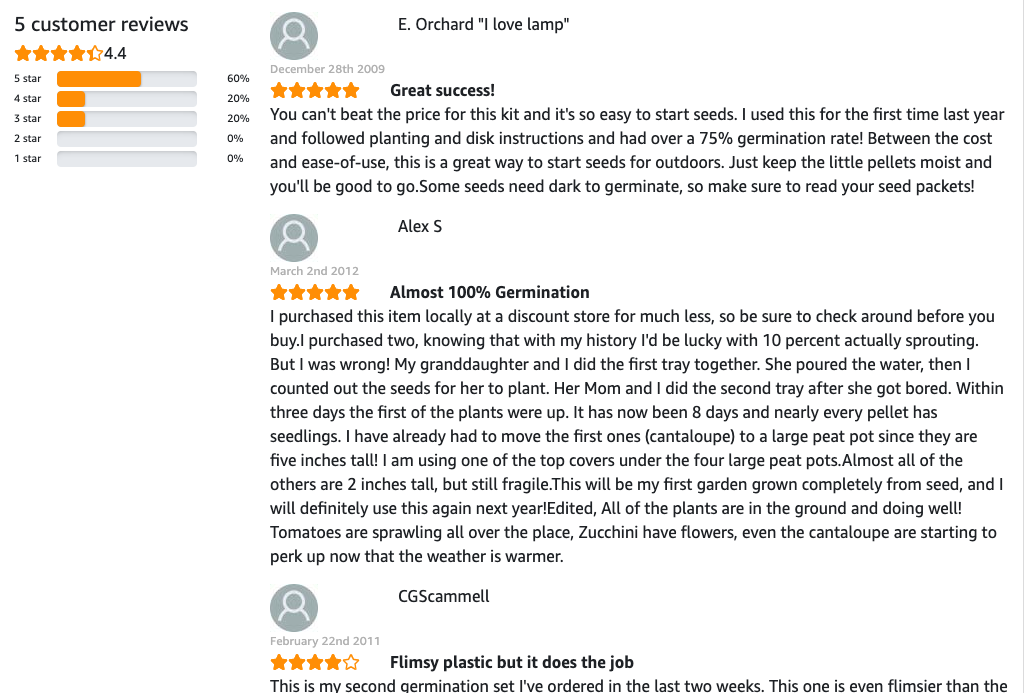 5 customer reviews
4.4
5 star 60%
4 star 20%
3 star 20%
2 star 0%
1 star 0%
E. Orchard "I love lamp"
December 28th 2009
Great success!
You can't beat the price for this kit and it's so easy to start seeds. I used this for the first time last year
and followed planting and disk instructions and had over a 75% germination rate! Between the cost
and ease-of-use, this is a great way to start seeds for outdoors. Just keep the little pellets moist and
you'll be good to go.Some seeds need dark to germinate, so make sure to read your seed packets!
Alex S
March 2nd 2012
Almost 100% Germination
I purchased this item locally at a discount store for much less, so be sure to check around before you
buy.I purchased two, knowing that with my history I'd be lucky with 10 percent actually sprouting.
But I was wrong! My granddaughter and I did the first tray together. She poured the water, then I
counted out the seeds for her to plant. Her Mom and I did the second tray after she got bored. Within
three days the first of the plants were up. It has now been 8 days and nearly every pellet has
seedlings. I have already had to move the first ones (cantaloupe) to a large peat pot since they are
five inches tall! I am using one of the top covers under the four large peat pots.Almost all of the
others are 2 inches tall, but still fragile.This will be my first garden grown completely from seed, and I
will definitely use this again next year!Edited, All of the plants are in the ground and doing well!
Tomatoes are sprawling all over the place, Zucchini have flowers, even the cantaloupe are starting to
perk up now that the weather is warmer.
CGScammell
February 22nd 2011
Flimsy plastic but it does the job
This is my second germination set I've ordered in the last two weeks. This one is even flimsier than the